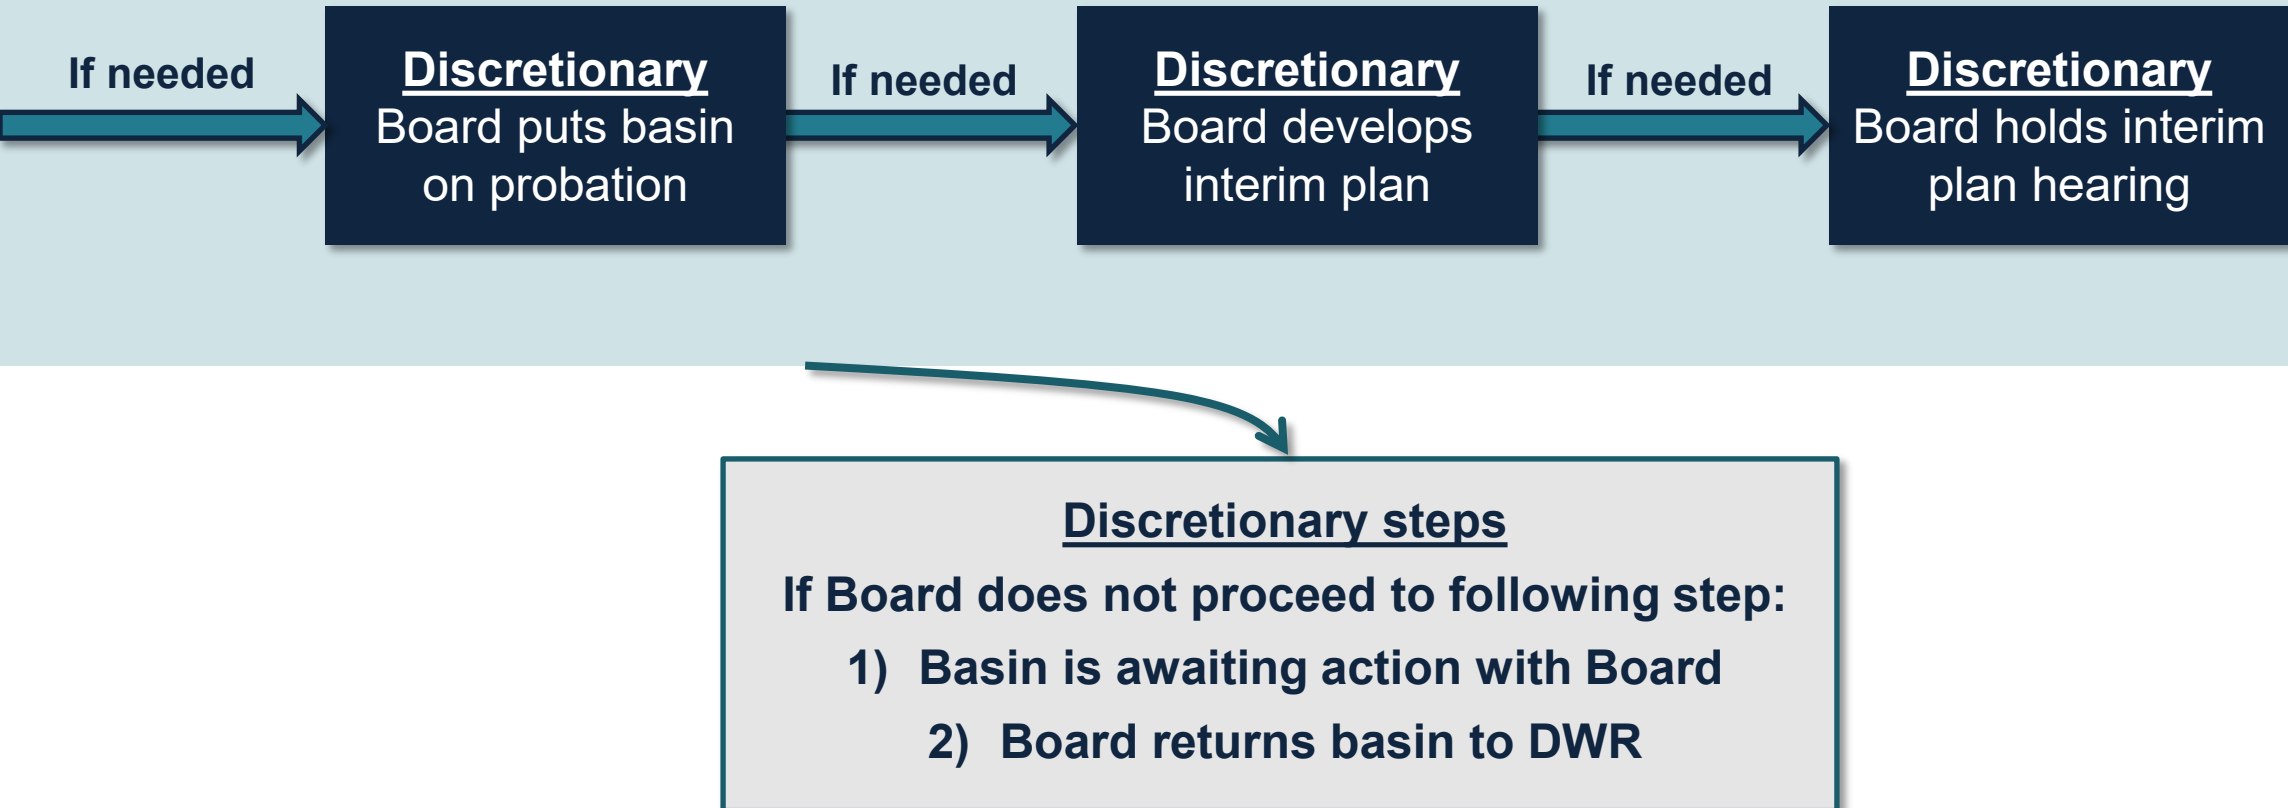 If needed
Discretionary
Board puts basin
on probation
If needed
Discretionary
Board develops
interim plan
If needed
Discretionary
Board holds interim
plan hearing
Discretionary steps
If Board does not proceed to following step:
1) Basin is awaiting action with Board
2) Board returns basin to DWR